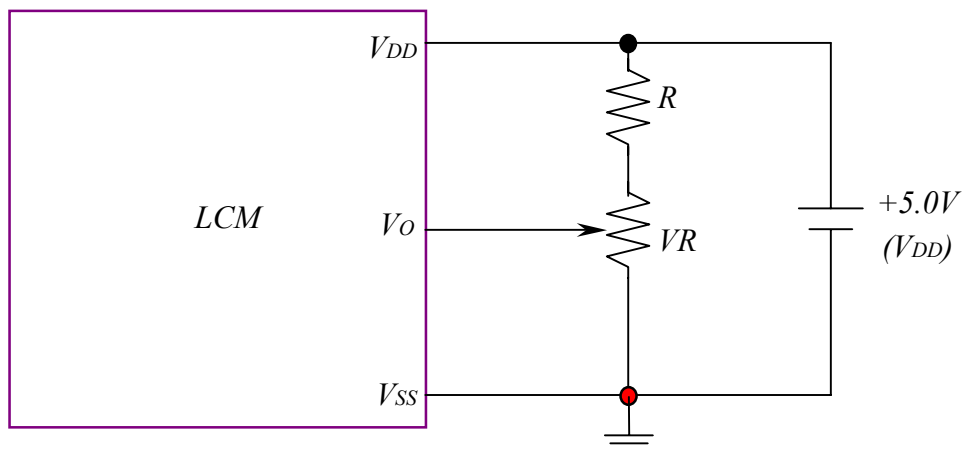 VDD
R
LCM
VO
VR
+5.0V
(VDD)
VSS